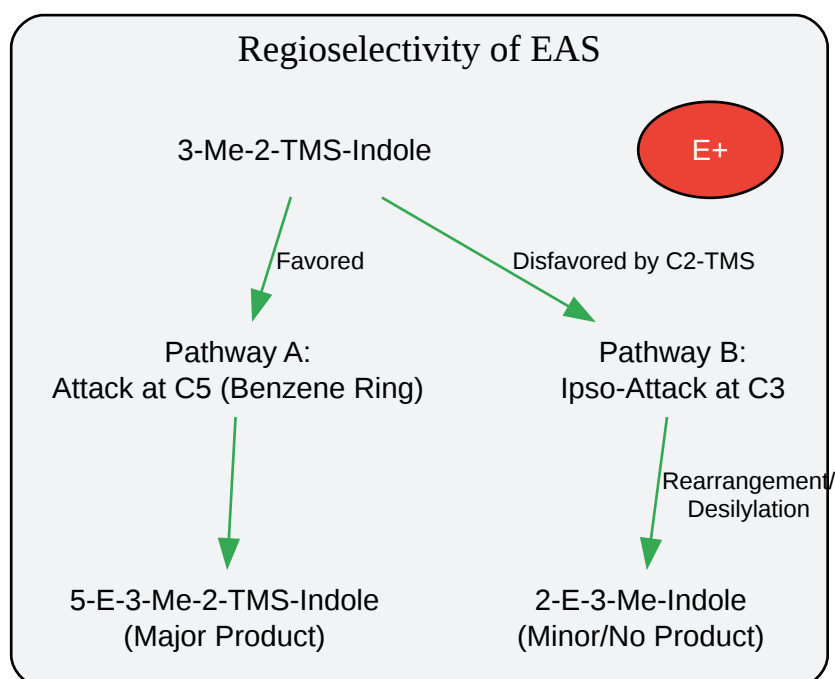 Regioselectivity of EAS
3-Me-2-TMS-Indole
E+
Favored
Disfavored by C2-TMS
Pathway A:
Attack at C5 (Benzene Ring)
Pathway B:
Ipso-Attack at C3
Rearrangement/
Desilylation
5-E-3-Me-2-TMS-Indole
(Major Product)
2-E-3-Me-Indole
(Minor/No Product)